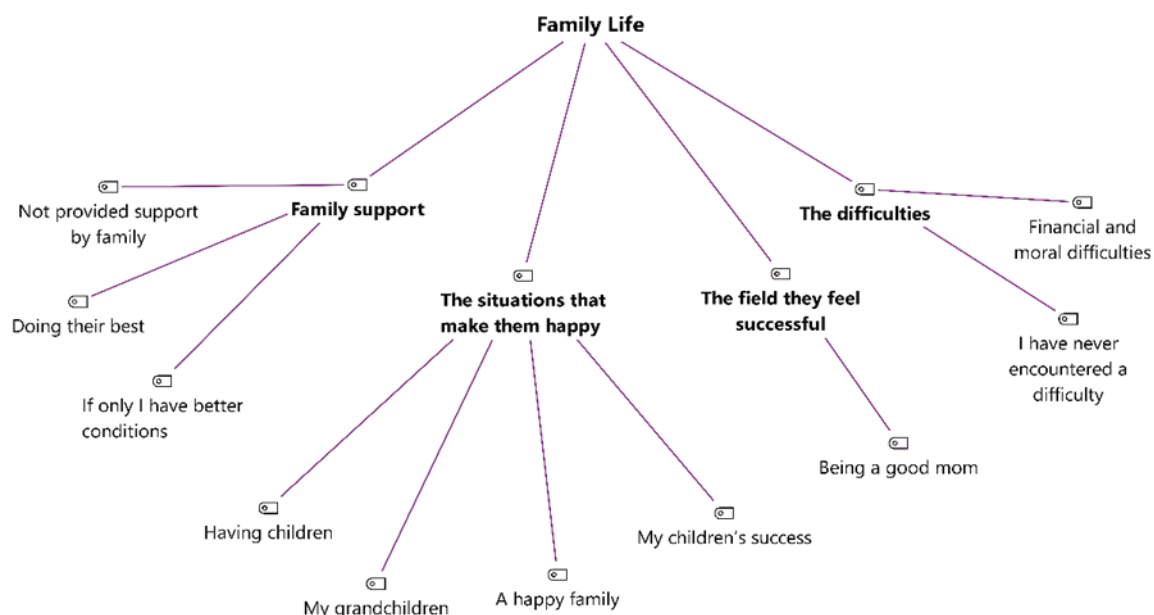 Family Life
Not provided support
by family
Family support
The difficulties
Financial and
moral difficulties
Doing their best
The situations that
make them happy
The field they feel
successful
I have never
encountered a
difficulty
If only I have better
conditions
Being a good mom
Having children
My children's success
My grandchildren
A happy family